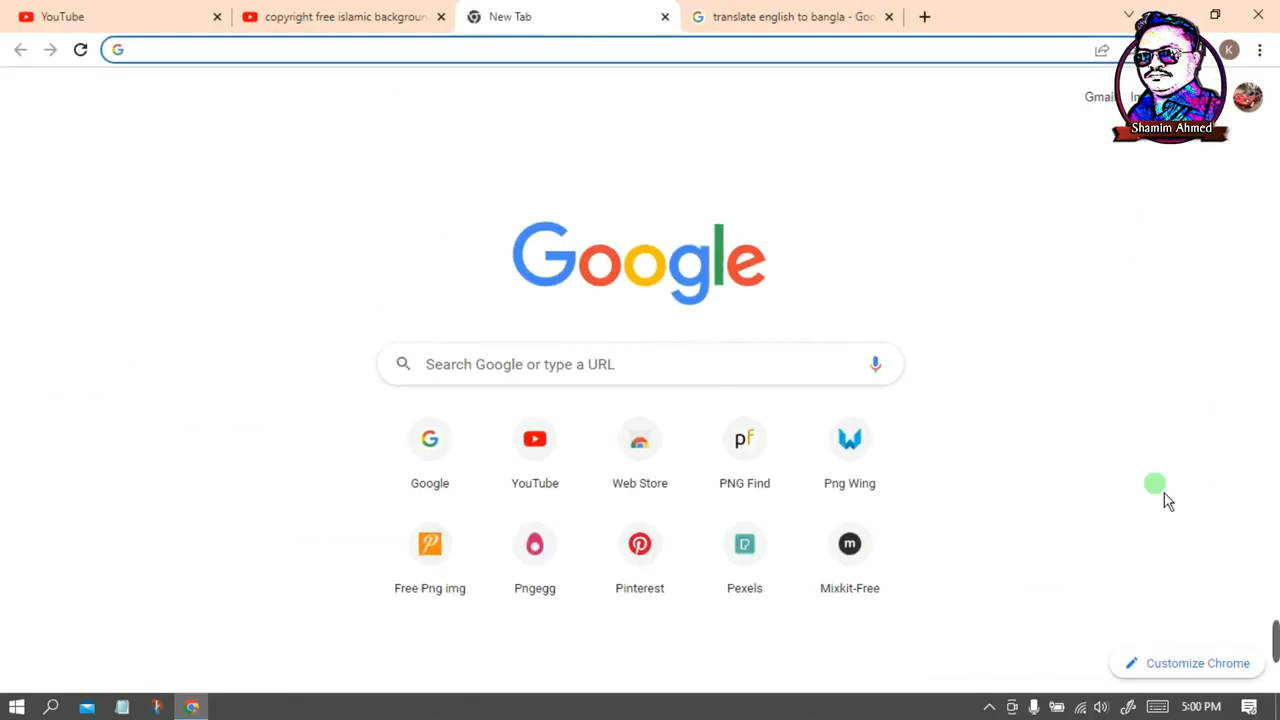 YouTube
copyright free islamic backgroun
New Tab
translate english to bangla - Goo
K
Gmail
Shamim Ahmed
Google
Search Google or type a URL
pf
Google
YouTube
Web Store
PNG Find
Png Wing
m
Free Png img
Pngegg
Pinterest
Pexels
Mixkit-Free
Customize Chrome
5:00 PM